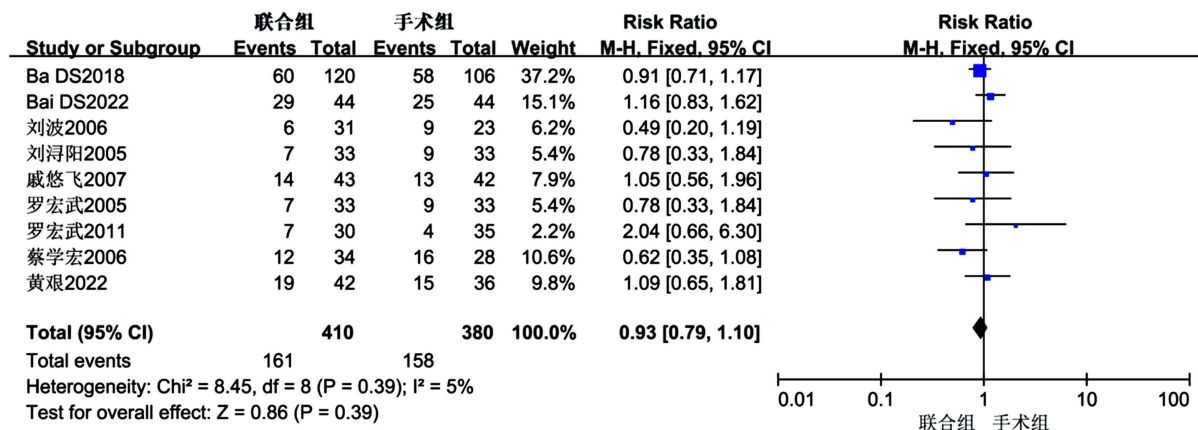 联合组 手术组 Risk Ratio Risk Ratio
Study or Subgroup Events Total Events Total Weight M-H, Fixed, 95% CI M-H, Fixed, 95% CI
Ba DS2018 60 120 58 106 37.2% 0.91 [0.71, 1.17]
Bai DS2022 29 44 25 44 15.1% 1.16 [0.83, 1.62]
刘波2006 6 31 9 23 6.2% 0.49 [0.20, 1.19]
刘浔阳2005 7 33 9 33 5.4% 0.78 [0.33, 1.84]
戚悠飞2007 14 43 13 42 7.9% 1.05 [0.56, 1.96]
罗宏武2005 7 33 9 33 5.4% 0.78 [0.33, 1.84]
罗宏武2011 7 30 4 35 2.2% 2.04 [0.66, 6.30]
蔡学宏2006 12 34 16 28 10.6% 0.62 [0.35, 1.08]
黄艰2022 19 42 15 36 9.8% 1.09 [0.65, 1.81]
Total (95% CI) 410 380 100.0% 0.93 [0.79, 1.10]
Total events 161 158
Heterogeneity: Chi² = 8.45, df = 8 (P = 0.39); I² = 5%
Test for overall effect: Z = 0.86 (P = 0.39)
0.01 0.1 1 10 100
联合组 手术组